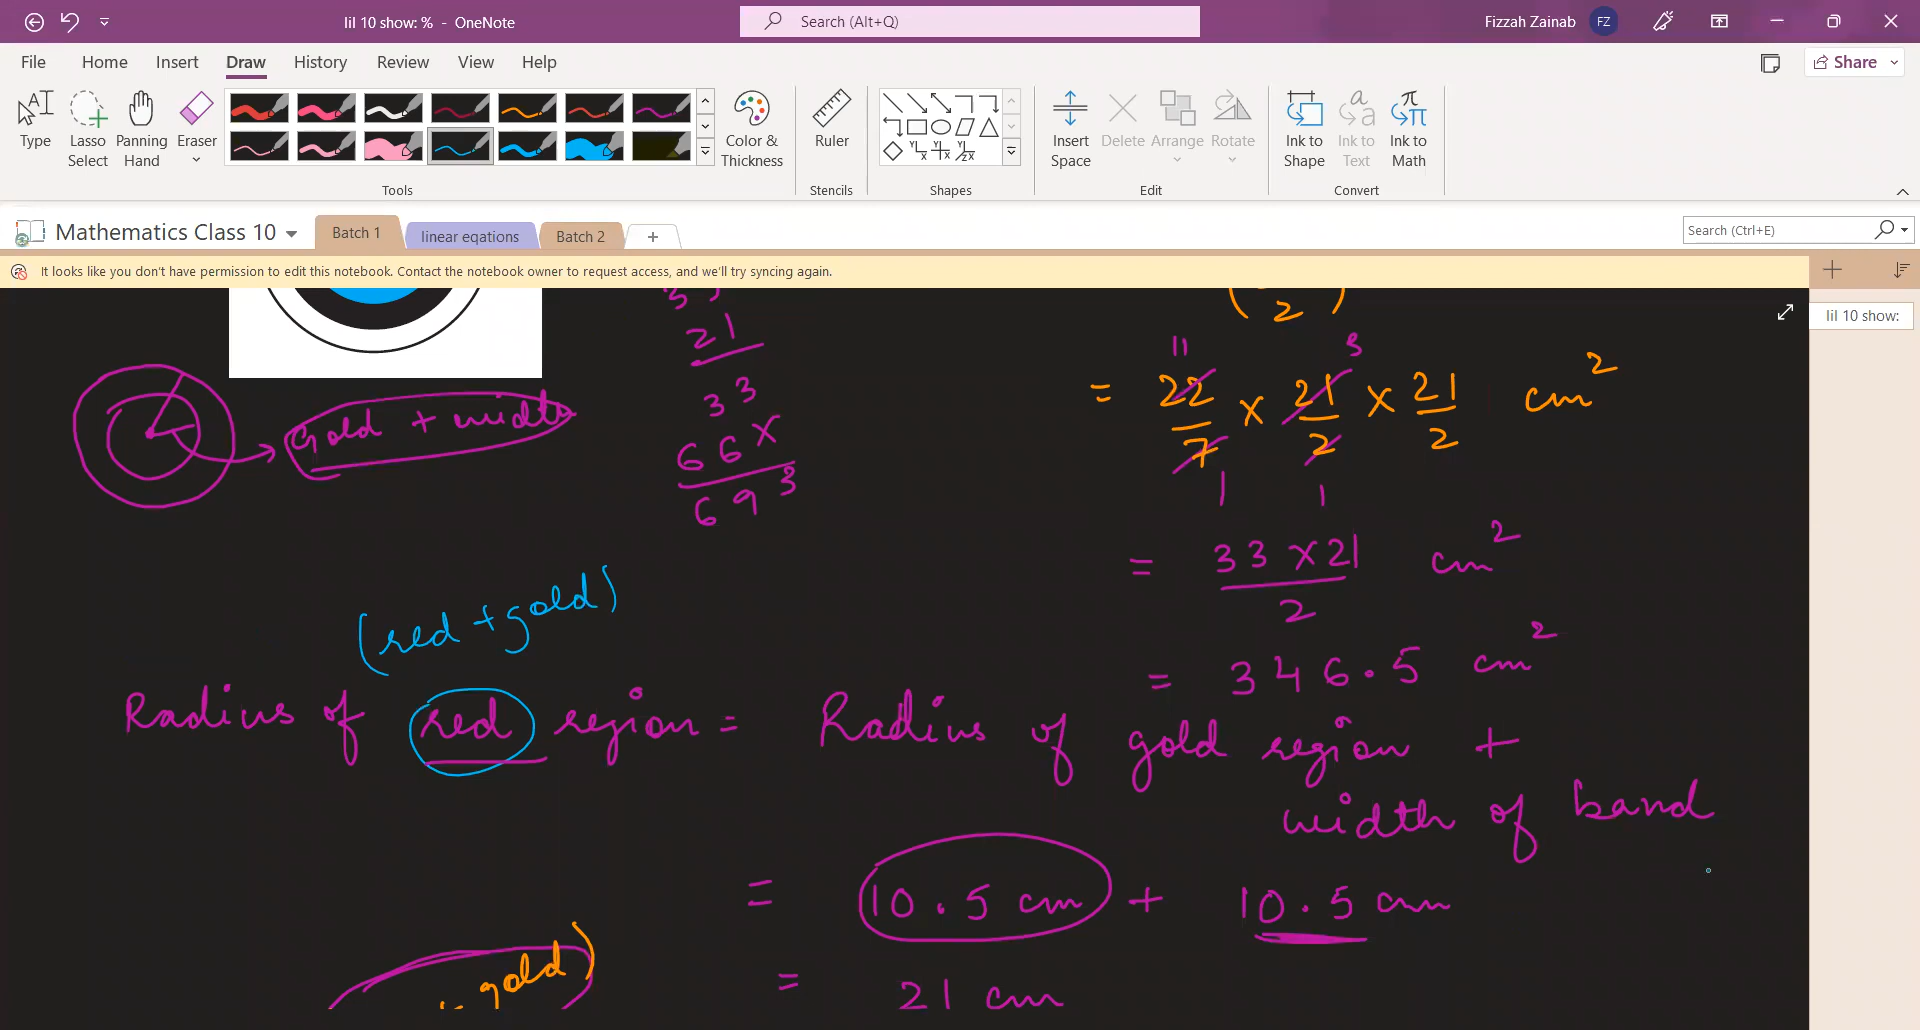 lil 10 show: % - OneNote
Search (Alt+Q)
Fizzah Zainab FZ
File Home Insert Draw History Review View Help
Share
Type
Lasso Select
Panning Hand
Eraser
Color & Thickness
Ruler
Insert Space
Delete
Arrange
Rotate
Ink to Shape
Ink to Text
Ink to Math
Tools Stencils Shapes Edit Convert
Mathematics Class 10 Batch 1 linear eqations Batch 2 +
Search (Ctrl+E)
It looks like you don't have permission to edit this notebook. Contact the notebook owner to request access, and we'll try syncing again.
lil 10 show:
gold + width
21
33
66x
693
( 2 )
11 3
= 22/7 x 21/2 x 21/2 cm²
1 1
= 33 x 21 / 2 cm²
= 346.5 cm²
(red + gold)
Radius of red region = Radius of gold region +
width of band
= 10.5 cm + 10.5 cm
= 21 cm
gold)